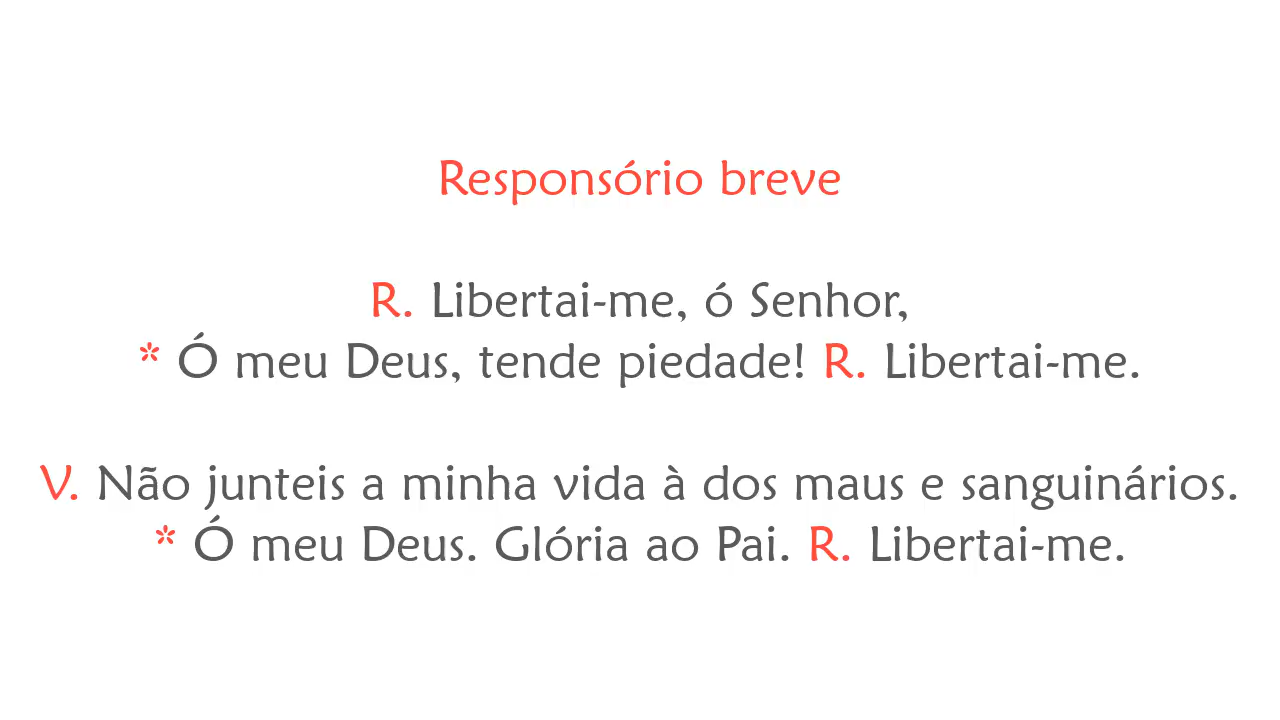 Responsório breve
R. Libertai-me, ó Senhor,
* Ó meu Deus, tende piedade! R. Libertai-me.
V. Não junteis a minha vida à dos maus e sanguinários.
* Ó meu Deus. Glória ao Pai. R. Libertai-me.